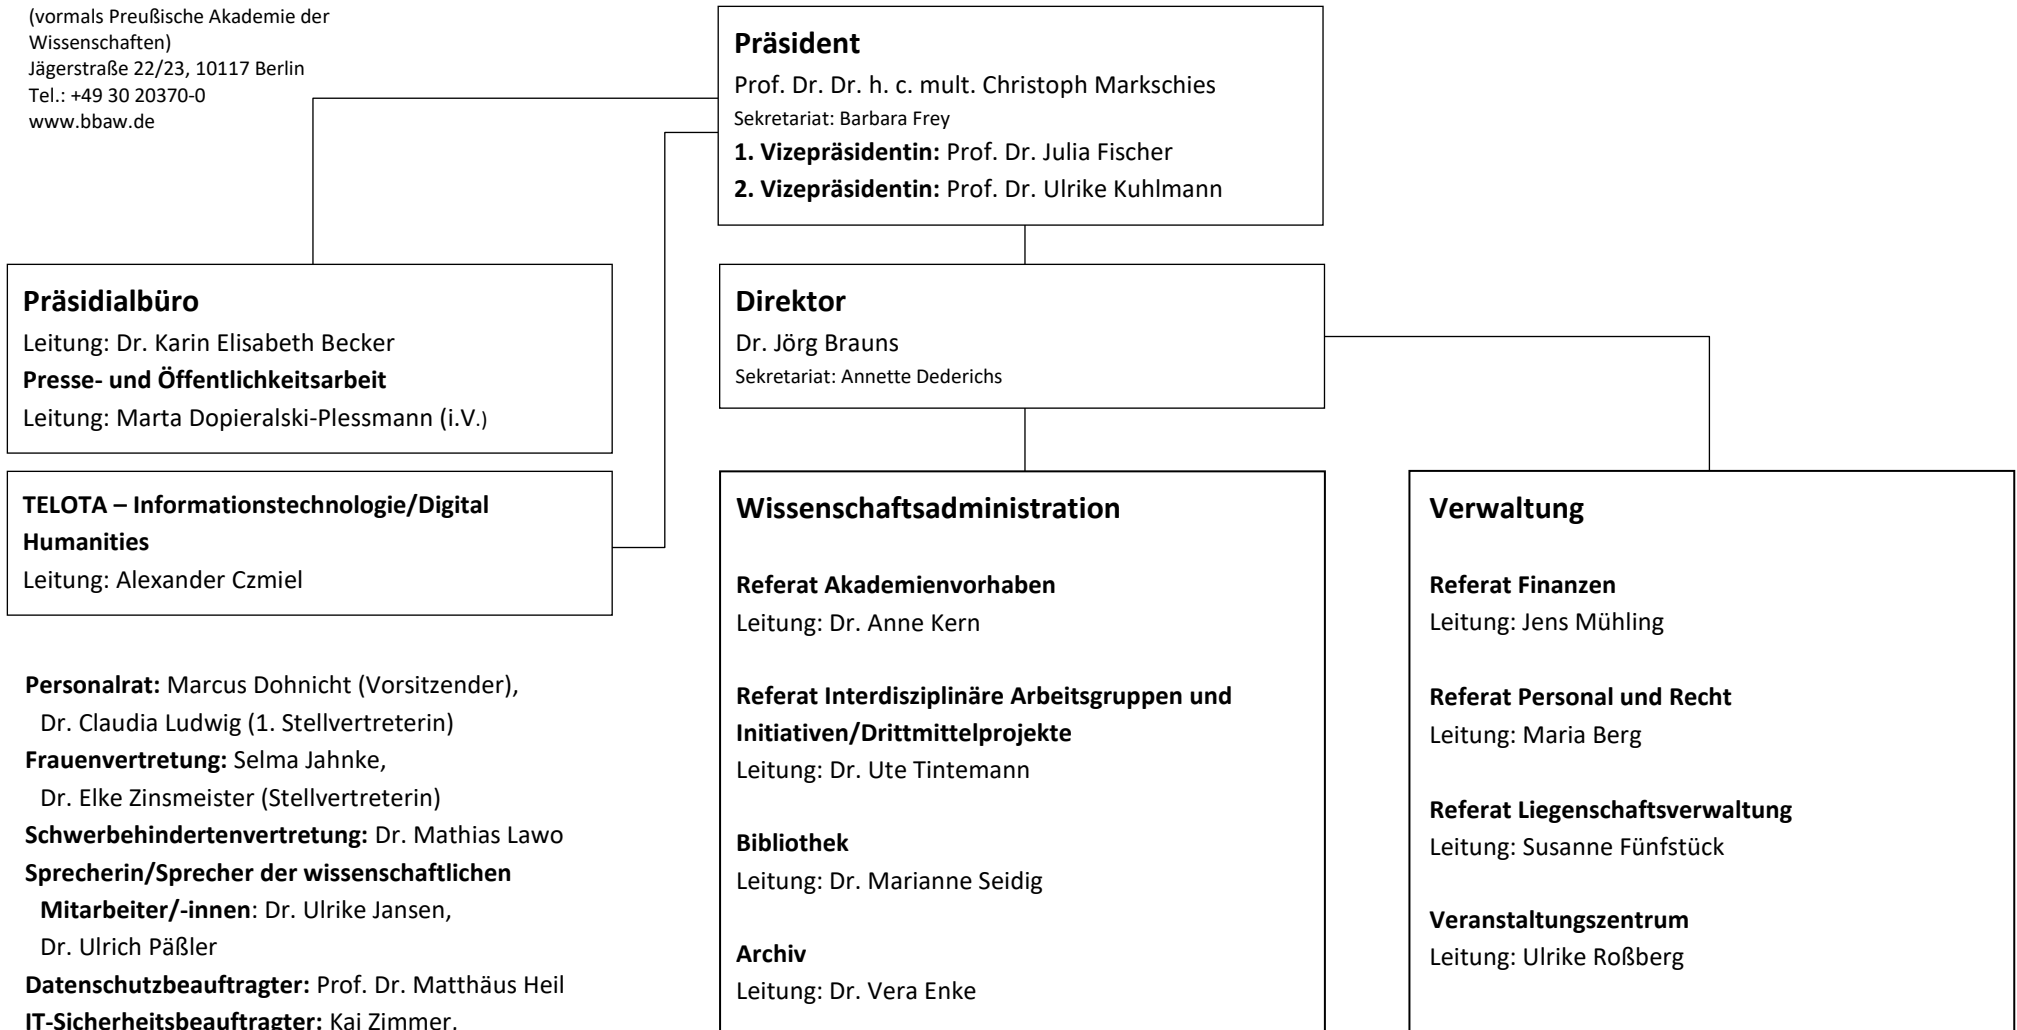 (vormals Preußische Akademie der
Wissenschaften)
Jägerstraße 22/23, 10117 Berlin
Tel.: +49 30 20370-0
www.bbaw.de
Präsident
Prof. Dr. Dr. h. c. mult. Christoph Markschies
Sekretariat: Barbara Frey
1. Vizepräsidentin: Prof. Dr. Julia Fischer
2. Vizepräsidentin: Prof. Dr. Ulrike Kuhlmann
Präsidialbüro
Leitung: Dr. Karin Elisabeth Becker
Presse- und Öffentlichkeitsarbeit
Leitung: Marta Dopieralski-Plessmann (i.V.)
Direktor
Dr. Jörg Brauns
Sekretariat: Annette Dederichs
TELOTA – Informationstechnologie/Digital
Humanities
Leitung: Alexander Czmiel
Personalrat: Marcus Dohnicht (Vorsitzender),
Dr. Claudia Ludwig (1. Stellvertreterin)
Frauenvertretung: Selma Jahnke,
Dr. Elke Zinsmeister (Stellvertreterin)
Schwerbehindertenvertretung: Dr. Mathias Lawo
Sprecherin/Sprecher der wissenschaftlichen
Mitarbeiter/-innen: Dr. Ulrike Jansen,
Dr. Ulrich Päßler
Datenschutzbeauftragter: Prof. Dr. Matthäus Heil
IT-Sicherheitsbeauftragter: Kai Zimmer,
Wissenschaftsadministration
Referat Akademienvorhaben
Leitung: Dr. Anne Kern
Referat Interdisziplinäre Arbeitsgruppen und
Initiativen/Drittmittelprojekte
Leitung: Dr. Ute Tintemann
Bibliothek
Leitung: Dr. Marianne Seidig
Archiv
Leitung: Dr. Vera Enke
Verwaltung
Referat Finanzen
Leitung: Jens Mühling
Referat Personal und Recht
Leitung: Maria Berg
Referat Liegenschaftsverwaltung
Leitung: Susanne Fünfstück
Veranstaltungszentrum
Leitung: Ulrike Roßberg